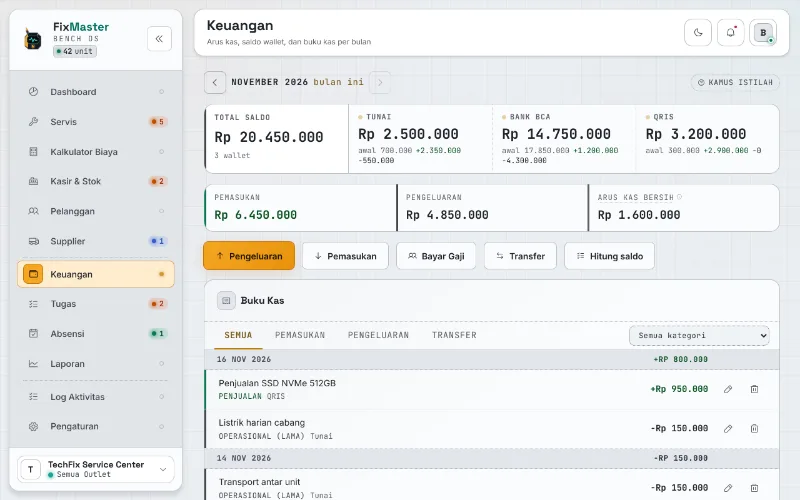 FixMaster
BENCH OS
42 unit
Dashboard
Servis
5
Kalkulator Biaya
Kasir & Stok
2
Pelanggan
Supplier
1
Keuangan
Tugas
2
Absensi
1
Laporan
Log Aktivitas
Pengaturan
T
TechFix Service Center
Semua Outlet
Keuangan
Arus kas, saldo wallet, dan buku kas per bulan
B
NOVEMBER 2026 bulan ini
KAMUS ISTILAH
TOTAL SALDO
Rp 20.450.000
3 wallet
TUNAI
Rp 2.500.000
awal 700.000 +2.350.000
-550.000
BANK BCA
Rp 14.750.000
awal 17.850.000 +1.200.000
-4.300.000
QRIS
Rp 3.200.000
awal 300.000 +2.900.000 -0
PEMASUKAN
Rp 6.450.000
PENGELUARAN
Rp 4.850.000
ARUS KAS BERSIH
Rp 1.600.000
Pengeluaran
Pemasukan
Bayar Gaji
Transfer
Hitung saldo
Buku Kas
SEMUA
PEMASUKAN
PENGELUARAN
TRANSFER
Semua kategori
16 NOV 2026
+RP 800.000
Penjualan SSD NVMe 512GB
PENJUALAN QRIS
+Rp 950.000
Listrik harian cabang
OPERASIONAL (LAMA) Tunai
-Rp 150.000
14 NOV 2026
-RP 150.000
Transport antar unit
OPERASIONAL (LAMA) Tunai
-Rp 150.000